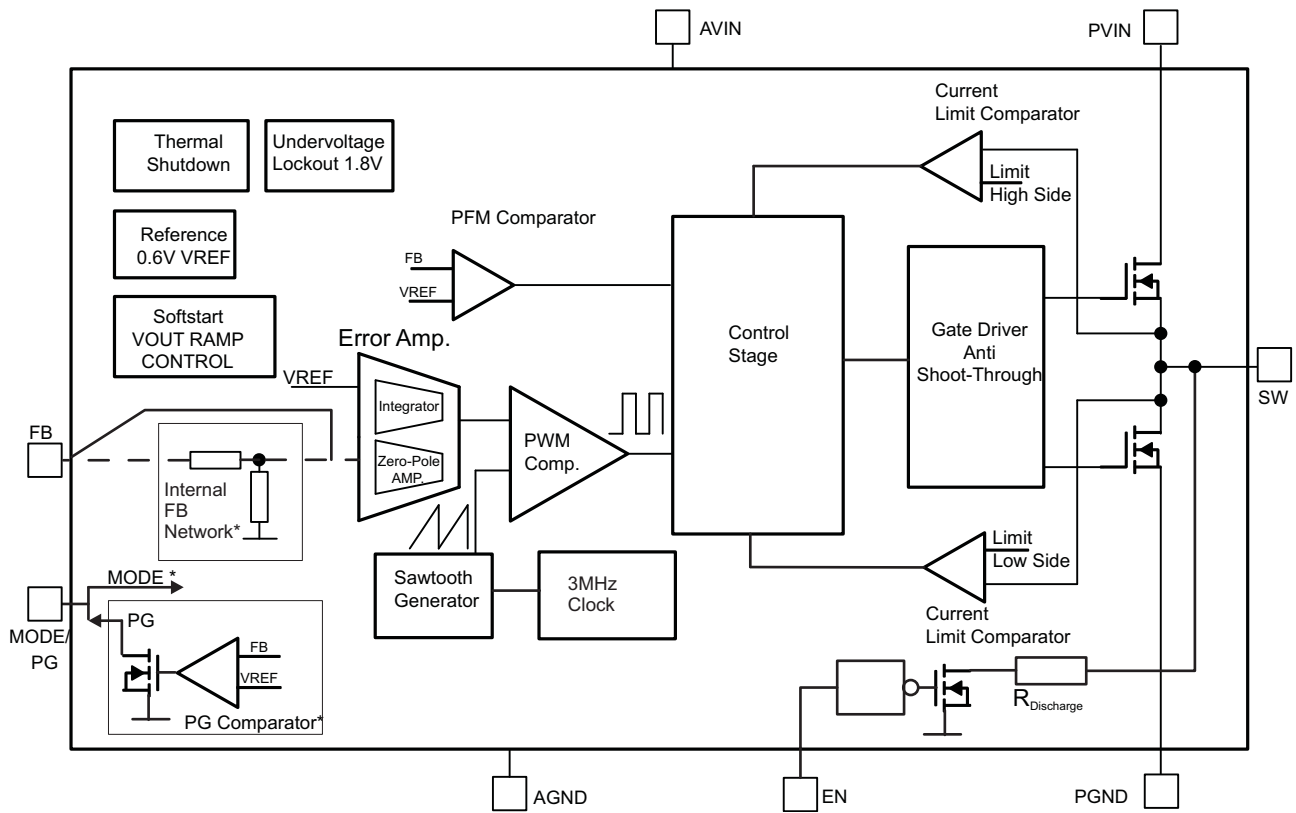 AVIN
PVIN
Current
Limit Comparator
Thermal
Shutdown
Undervoltage
Lockout 1.8V
Limit
High Side
PFM Comparator
Reference
0.6V VREF
FB
VREF
Softstart
VOUT RAMP
CONTROL
Error Amp.
Control
Stage
Gate Driver
Anti
Shoot-Through
VREF
Integrator
SW
FB
PWM
Comp.
Zero-Pole
AMP.
Internal
FB
Network*
Limit
Low Side
MODE *
Sawtooth
Generator
3MHz
Clock
PG
MODE/
PG
Current
Limit Comparator
FB
VREF
PG Comparator*
RDischarge
AGND
EN
PGND